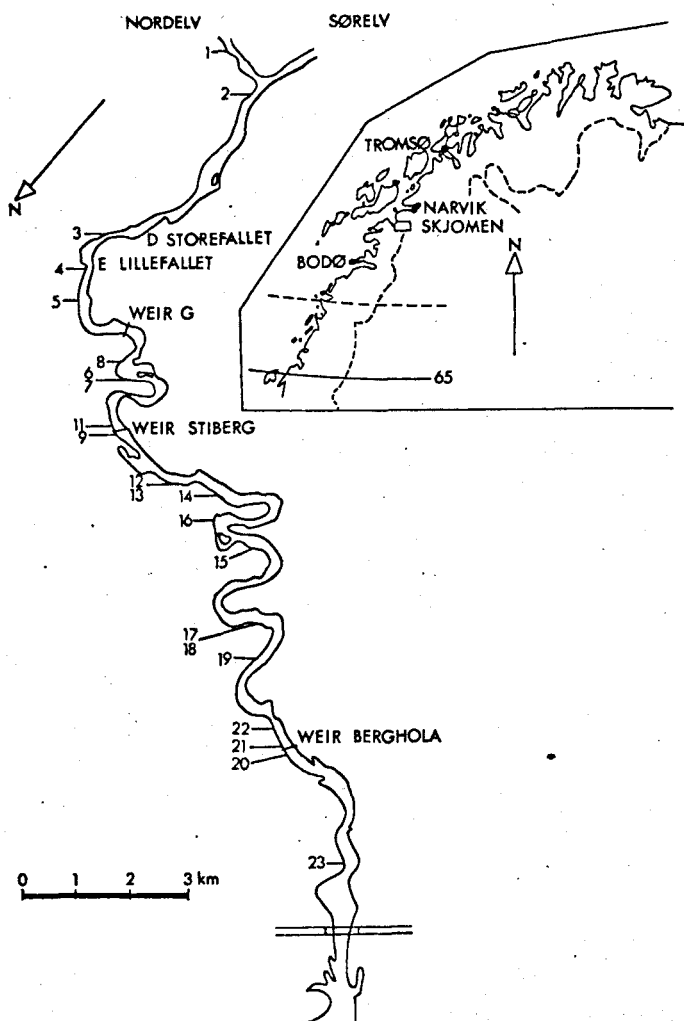 NORDELV
SØRELV
1
2
N
TROMSØ
NARVIK
SKJOMEN
N
BODØ
65
3
D STOREFALLET
4
E LILLEFALLET
5
WEIR G
8
6
7
11
9
WEIR STIBERG
12
13
14
16
15
17
18
19
22
21
20
WEIR BERGHOLA
23
0 1 2 3 km